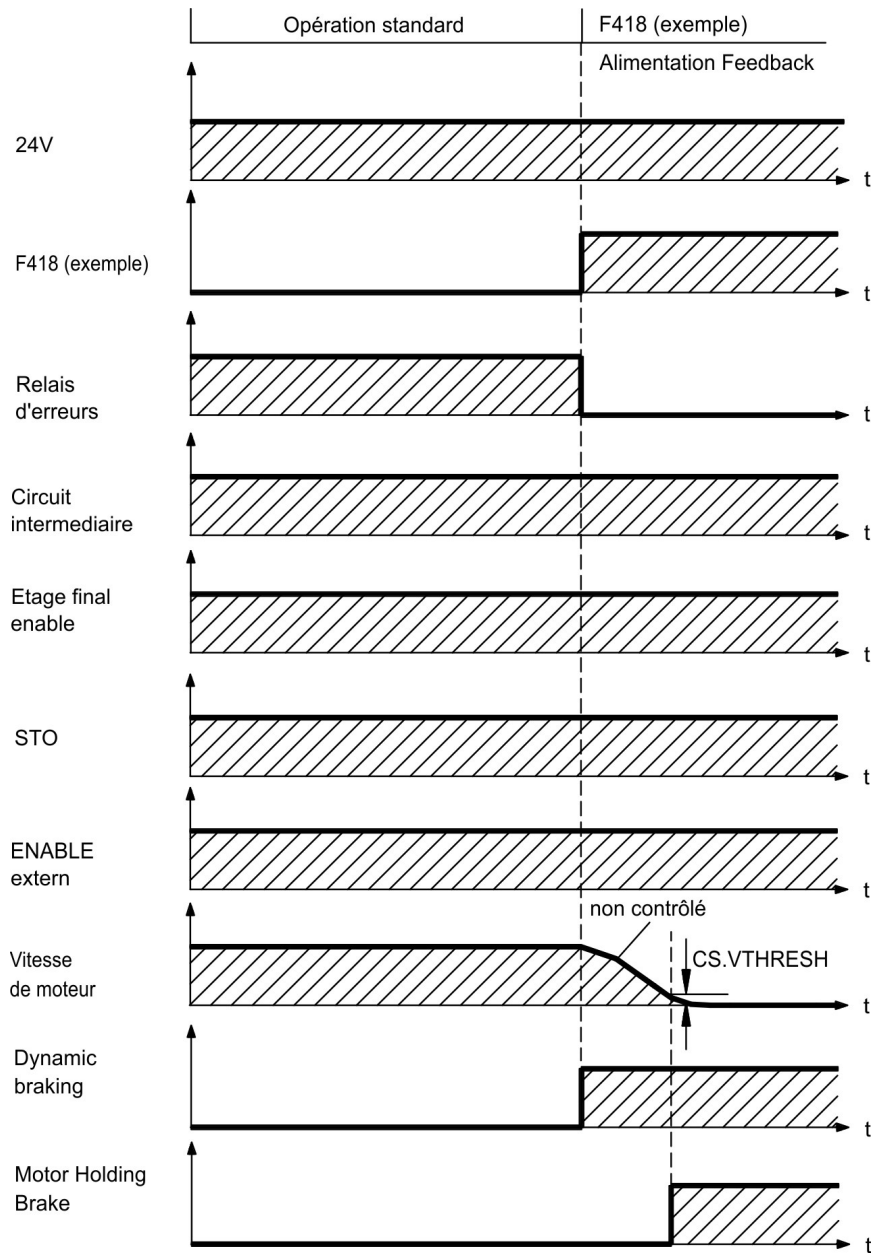 Opération standard
F418 (exemple)
Alimentation Feedback
24V
t
F418 (exemple)
t
Relais
d'erreurs
t
Circuit
intermediaire
t
Etage final
enable
t
STO
t
ENABLE
extern
t
non contrôlé
Vitesse
de moteur
CS.VTHRESH
t
Dynamic
braking
t
Motor Holding
Brake
t